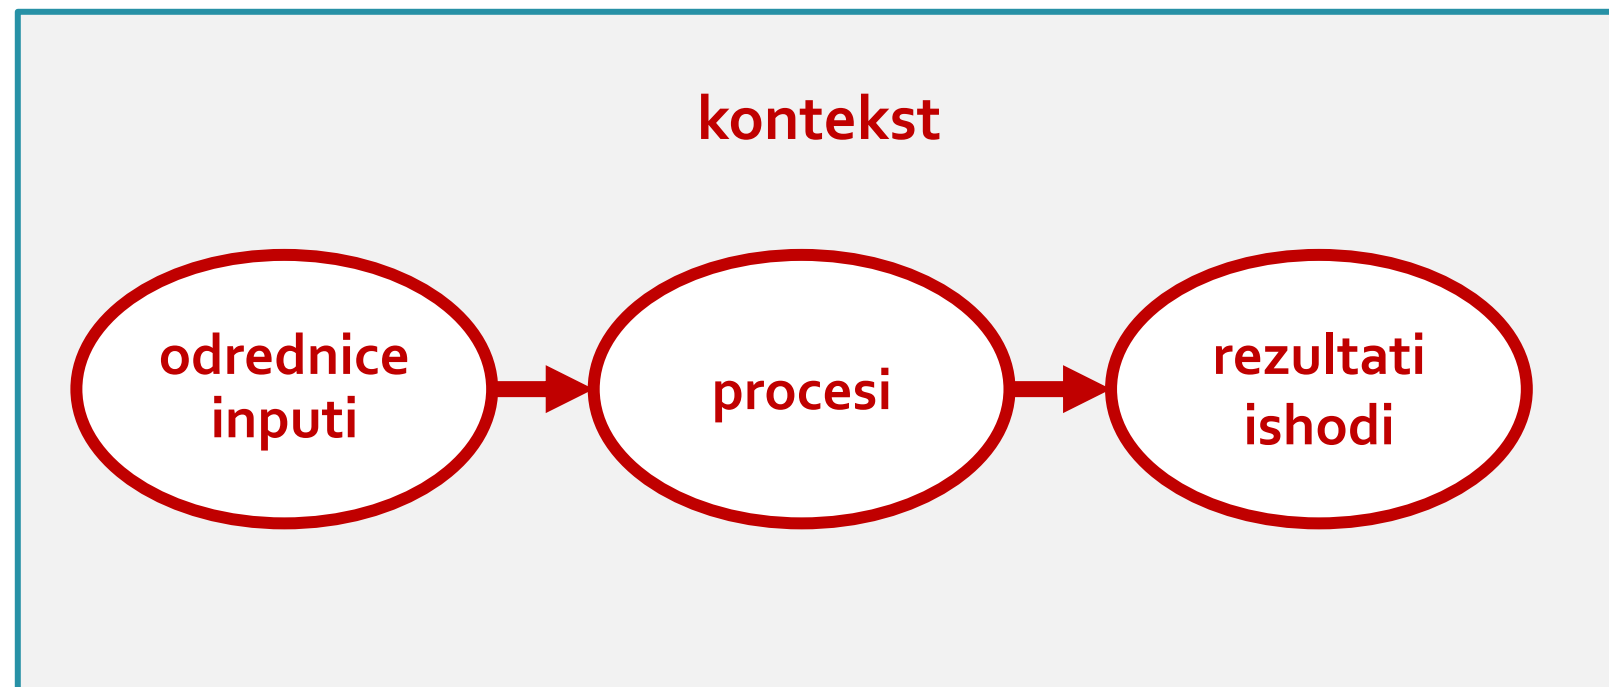 kontekst
odrednice
inputi
procesi
rezultati
ishodi